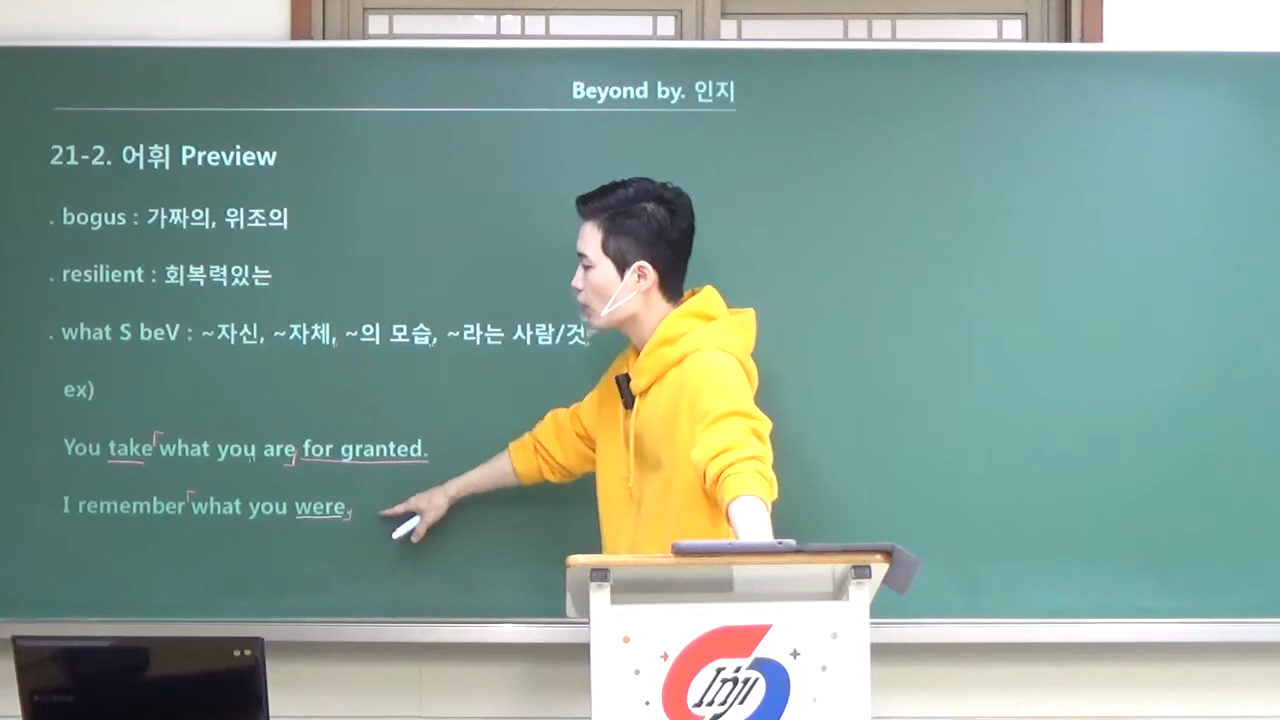 Beyond by. 인지
21-2. 어휘 Preview
. bogus : 가짜의, 위조의
. resilient : 회복력있는
. what S beV : ~자신, ~자체, ~의 모습, ~라는 사람/것
ex)
You take what you are for granted.
I remember what you were,
Inji